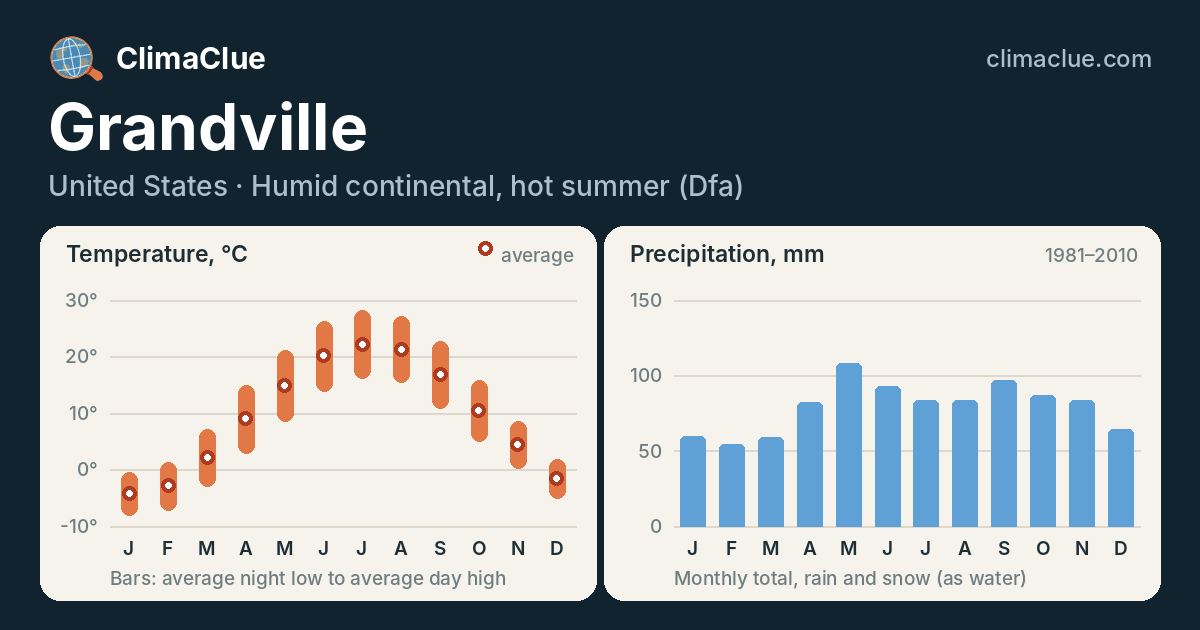 ClimaClue
climaclue.com
Grandville
United States · Humid continental, hot summer (Dfa)
Temperature, °C
average
30°
20°
10°
0°
-10°
J F M A M J J A S O N D
Bars: average night low to average day high
Precipitation, mm
1981–2010
150
100
50
0
J F M A M J J A S O N D
Monthly total, rain and snow (as water)